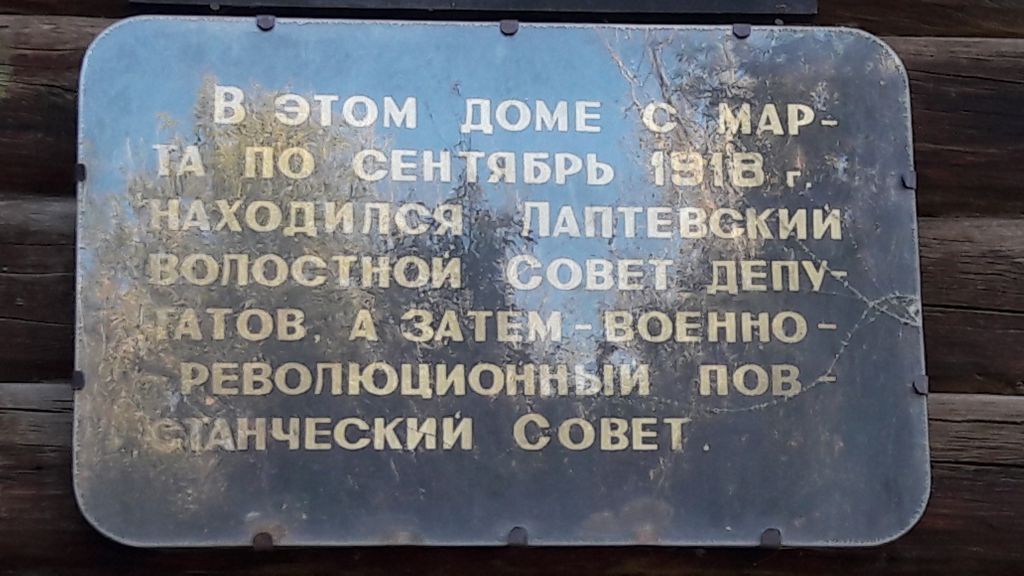 В ЭТОМ ДОМЕ С МАР-
ТА ПО СЕНТЯБРЬ 1918 г.
НАХОДИЛСЯ ЛАПТЕВСКИЙ
ВОЛОСТНОЙ СОВЕТ ДЕПУ-
ТАТОВ, А ЗАТЕМ - ВОЕННО -
- РЕВОЛЮЦИОННЫЙ ПОВ -
СТАНЧЕСКИЙ СОВЕТ.